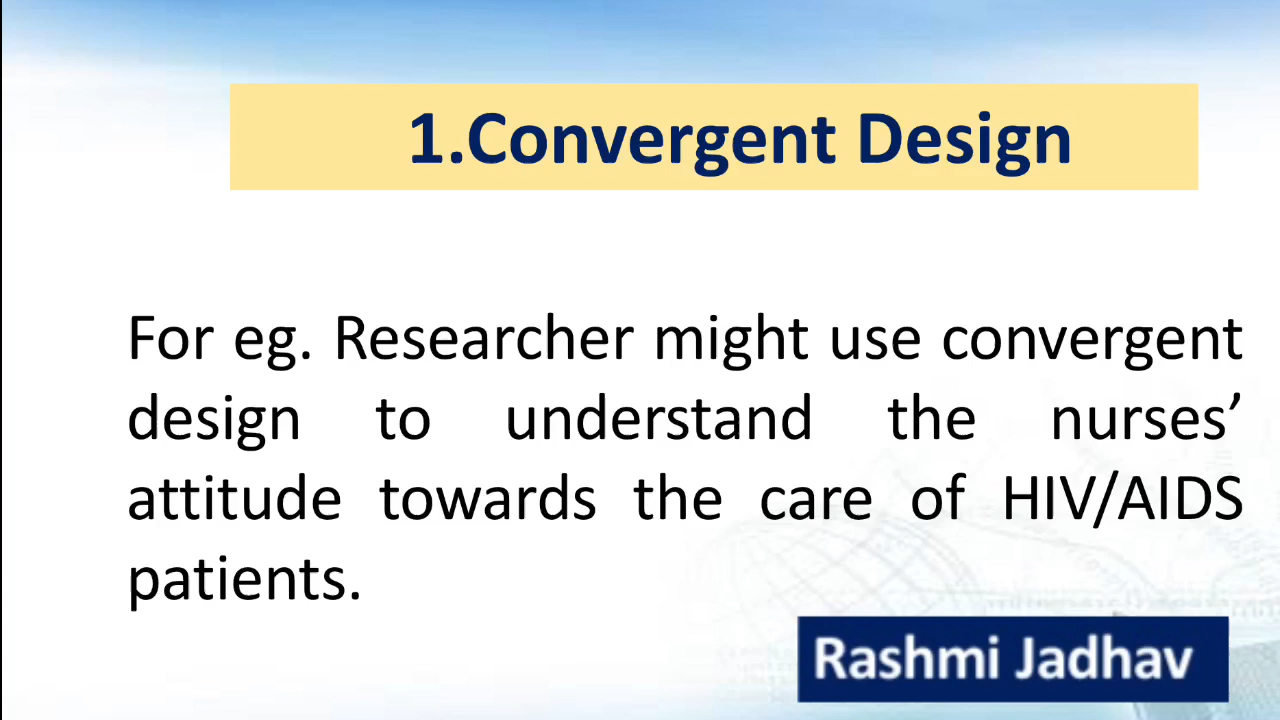 1.Convergent Design
For eg. Researcher might use convergent
design to understand the nurses’
attitude towards the care of HIV/AIDS
patients.
Rashmi Jadhav